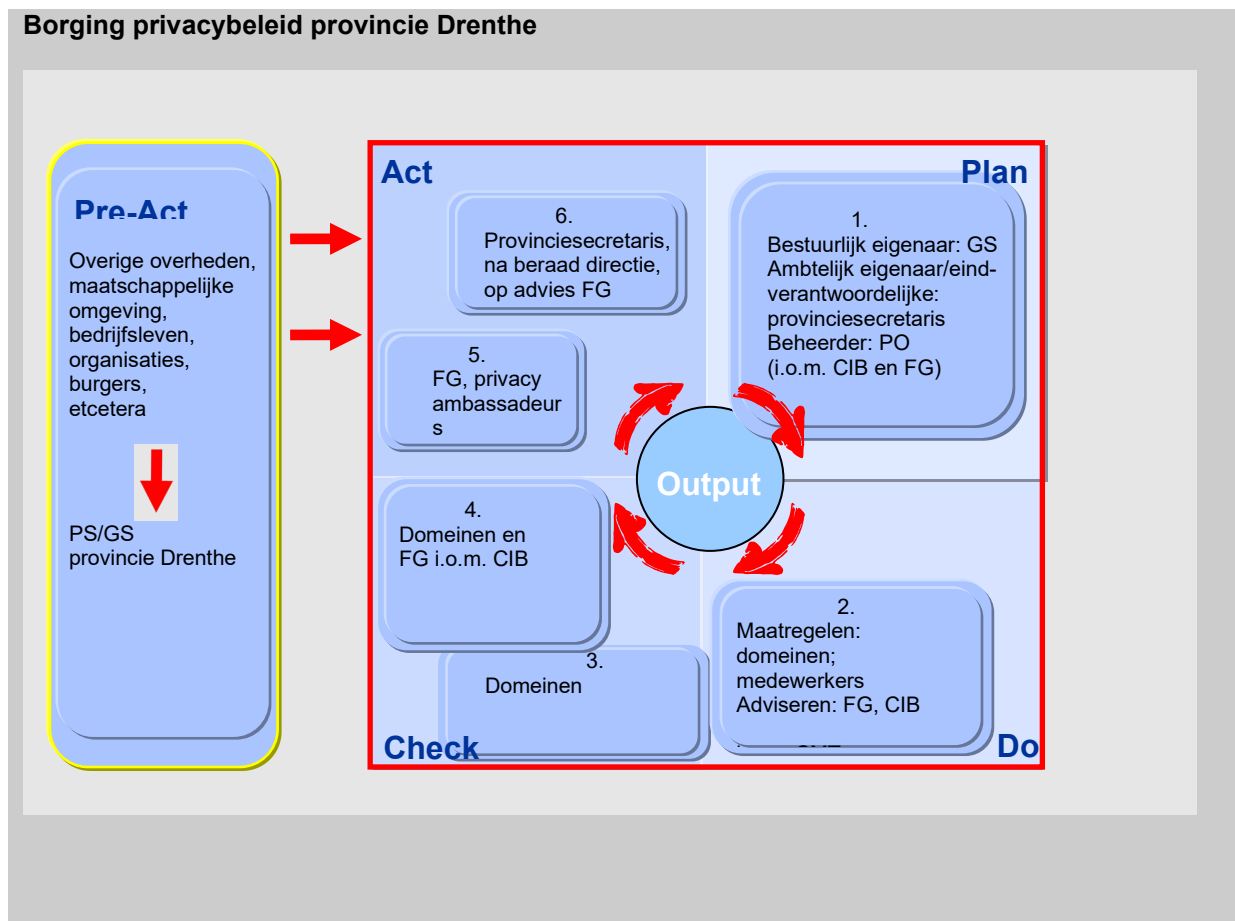 Borging privacybeleid provincie Drenthe
Pre-Act
Overige overheden,
maatschappelijke
omgeving,
bedrijfsleven,
organisaties,
burgers,
etcetera
PS/GS
provincie Drenthe
Act
6.
Provinciesecretaris,
na beraad directie,
op advies FG
5.
FG, privacy
ambassadeur
s
Plan
1.
Bestuurlijk eigenaar: GS
Ambtelijk eigenaar/eind-
verantwoordelijke:
provinciesecretaris
Beheerder: PO
(i.o.m. CIB en FG)
Output
4.
Domeinen en
FG i.o.m. CIB
3.
Domeinen
Check
2.
Maatregelen:
domeinen;
medewerkers
Adviseren: FG, CIB
Do